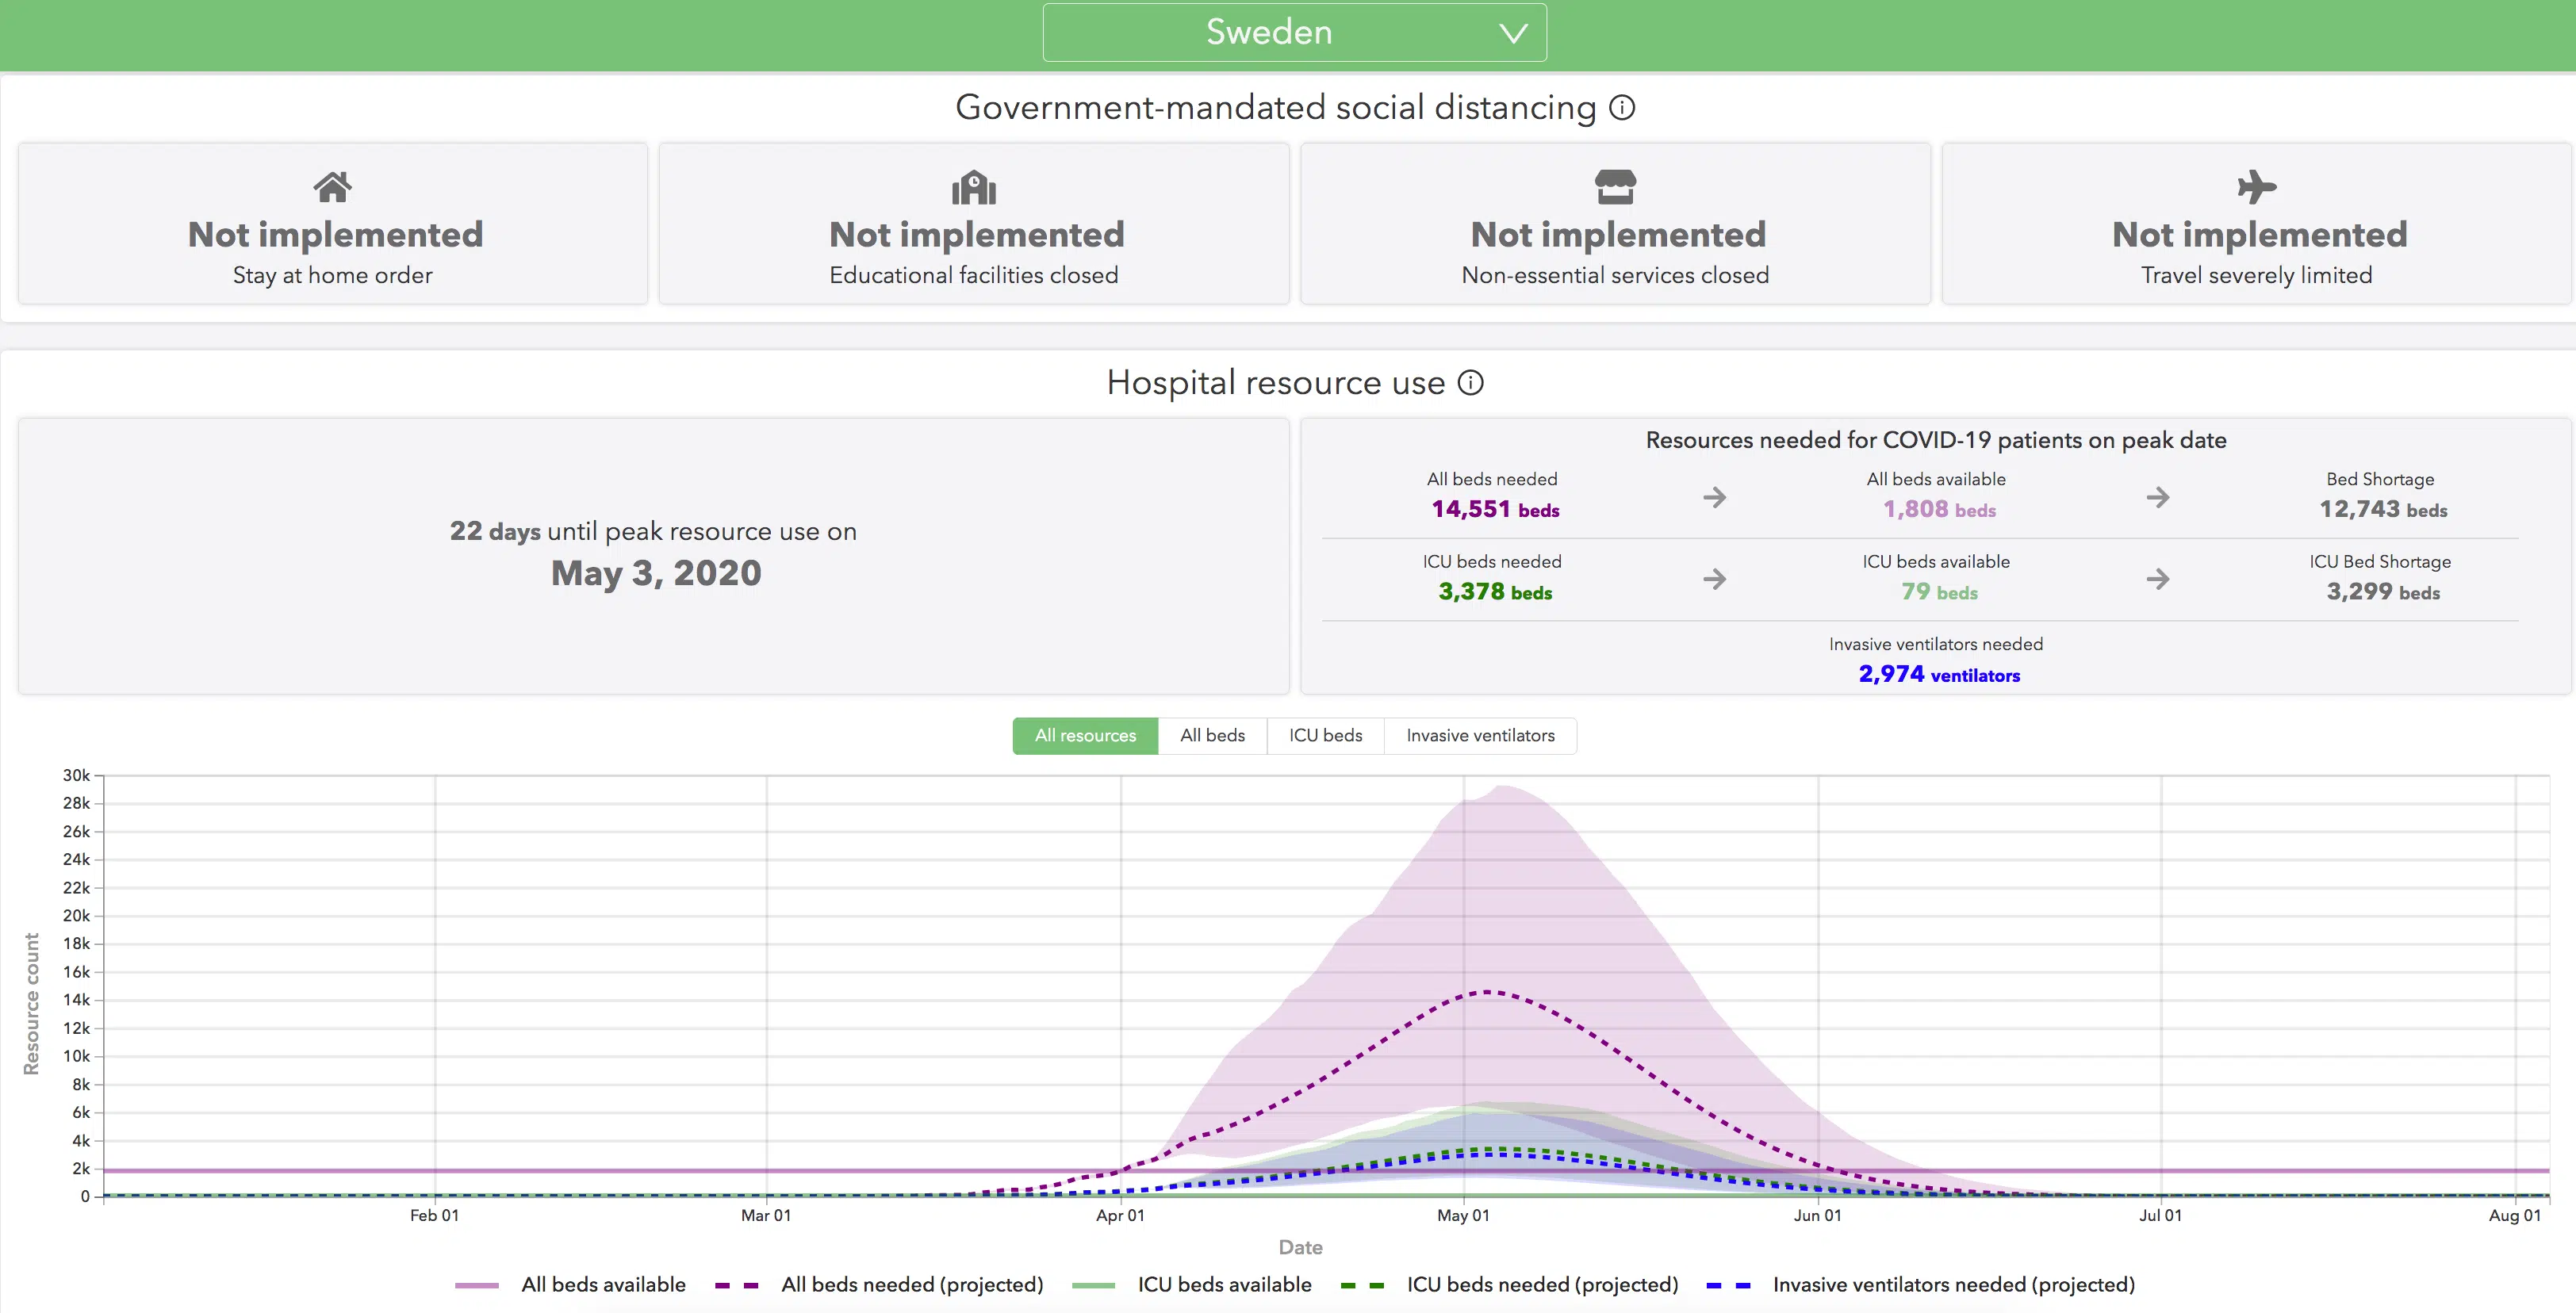 Sweden
Government-mandated social distancing
Not implemented
Stay at home order
Not implemented
Educational facilities closed
Not implemented
Non-essential services closed
Not implemented
Travel severely limited
Hospital resource use
22 days until peak resource use on
May 3, 2020
Resources needed for COVID-19 patients on peak date
All beds needed
14,551 beds
All beds available
1,808 beds
Bed Shortage
12,743 beds
ICU beds needed
3,378 beds
ICU beds available
79 beds
ICU Bed Shortage
3,299 beds
Invasive ventilators needed
2,974 ventilators
All resources All beds ICU beds Invasive ventilators
30k
28k
26k
24k
22k
20k
18k
16k
14k
12k
10k
8k
6k
4k
2k
0
Resource count
Feb 01 Mar 01 Apr 01 May 01 Jun 01 Jul 01 Aug 01
Date
All beds available All beds needed (projected) ICU beds available ICU beds needed (projected) Invasive ventilators needed (projected)